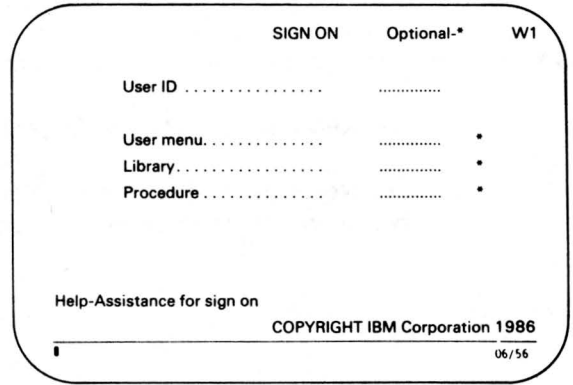 SIGN ON Optional-* W1
User ID . . . . . . . . . . . . . . . . ..............
User menu. . . . . . . . . . . . . . .............. *
Library. . . . . . . . . . . . . . . . . .............. *
Procedure . . . . . . . . . . . . . . .............. *
Help-Assistance for sign on
COPYRIGHT IBM Corporation 1986
06/56